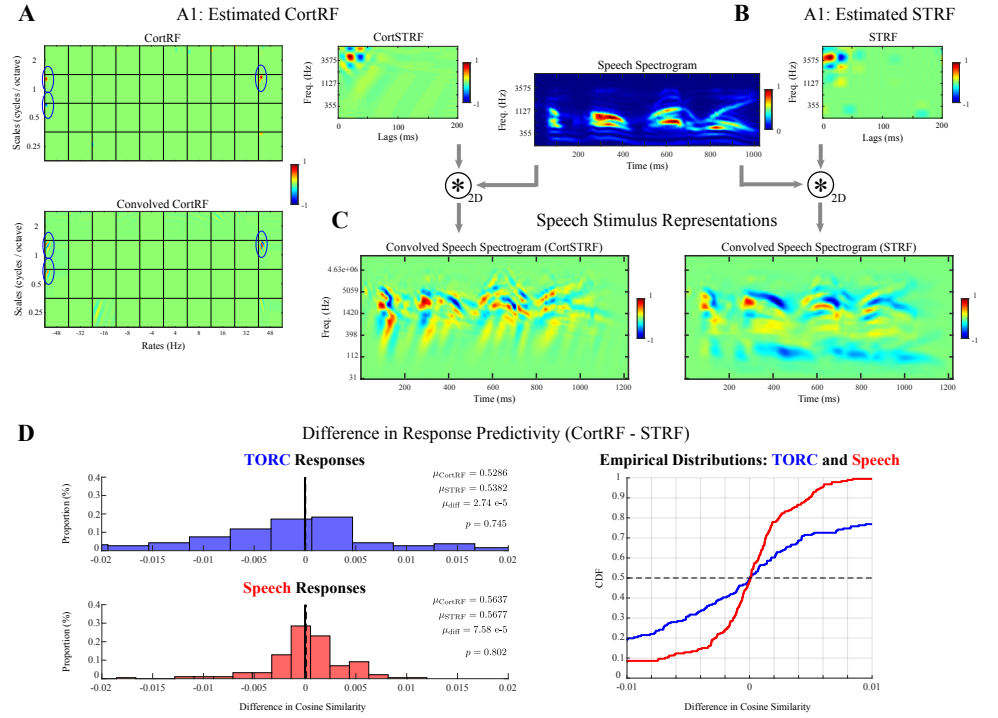 A
A1: Estimated CortRF
CortRF
Scales (cycles / octave)
2
1
0.5
0.25
1
-1
Convolved CortRF
Scales (cycles / octave)
2
1
0.5
0.25
-48 -32 -16 -8 -4 4 8 16 32 48
Rates (Hz)
CortSTRF
Freq. (Hz)
3575
1127
355
0 100 200
Lags (ms)
1
-1
Speech Spectrogram
Freq. (Hz)
3575
1127
355
200 400 600 800 1000
Time (ms)
1
0
B
A1: Estimated STRF
STRF
Freq. (Hz)
3575
1127
355
0 100 200
Lags (ms)
1
-1
* 2D
* 2D
C
Speech Stimulus Representations
Convolved Speech Spectrogram (CortSTRF)
Freq. (Hz)
4.63e+06
5059
1420
398
112
31
200 400 600 800 1000 1200
Time (ms)
1
-1
Convolved Speech Spectrogram (STRF)
200 400 600 800 1000 1200
Time (ms)
1
-1
D
Difference in Response Predictivity (CortRF - STRF)
TORC Responses
Proportion (%)
0.4
0.3
0.2
0.1
0
-0.02 -0.015 -0.01 -0.005 0 0.005 0.01 0.015 0.02
μCortRF = 0.5286
μSTRF = 0.5382
μdiff = 2.74 e-5
p = 0.745
Speech Responses
Proportion (%)
0.4
0.3
0.2
0.1
0
-0.02 -0.015 -0.01 -0.005 0 0.005 0.01 0.015 0.02
Difference in Cosine Similarity
μCortRF = 0.5637
μSTRF = 0.5677
μdiff = 7.58 e-5
p = 0.802
Empirical Distributions: TORC and Speech
CDF
1
0.9
0.8
0.7
0.6
0.5
0.4
0.3
0.2
0.1
0
-0.01 0 0.01
Difference in Cosine Similarity